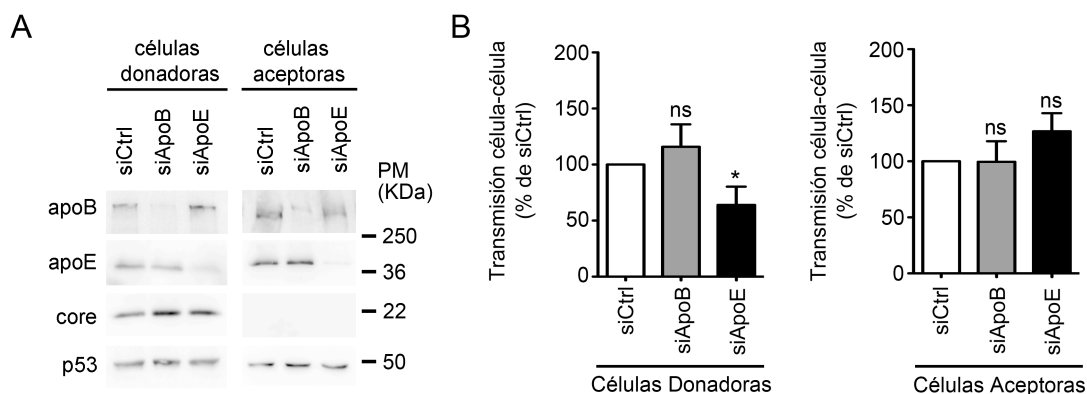 A
células
donadoras
células
aceptoras
siCtrl
siApoB
siApoE
siCtrl
siApoB
siApoE
PM
(KDa)
apoB
250
apoE
36
core
22
p53
50
B
Transmisión célula-célula
(% de siCtrl)
200
150
100
50
0
ns
*
siCtrl
siApoB
siApoE
Células Donadoras
Transmisión célula-célula
(% de siCtrl)
200
150
100
50
0
ns
ns
siCtrl
siApoB
siApoE
Células Aceptoras